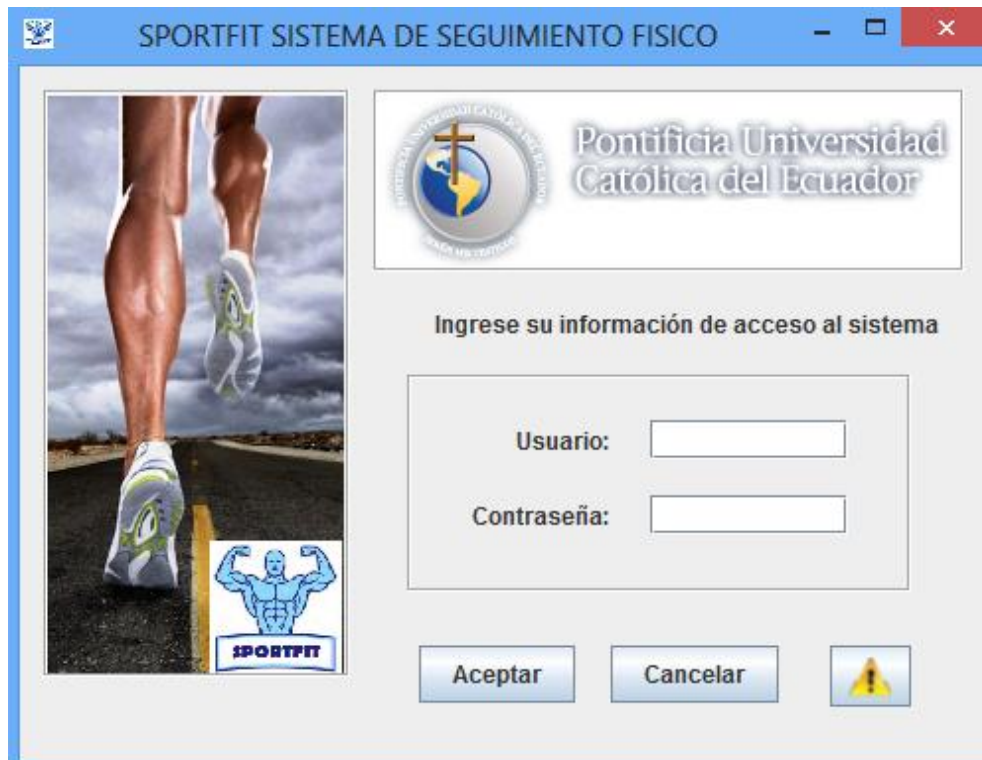 SPORTFIT SISTEMA DE SEGUIMIENTO FISICO
Pontificia Universidad
Católica del Ecuador
Ingrese su información de acceso al sistema
Usuario:
Contraseña:
SPORTFIT
Aceptar
Cancelar